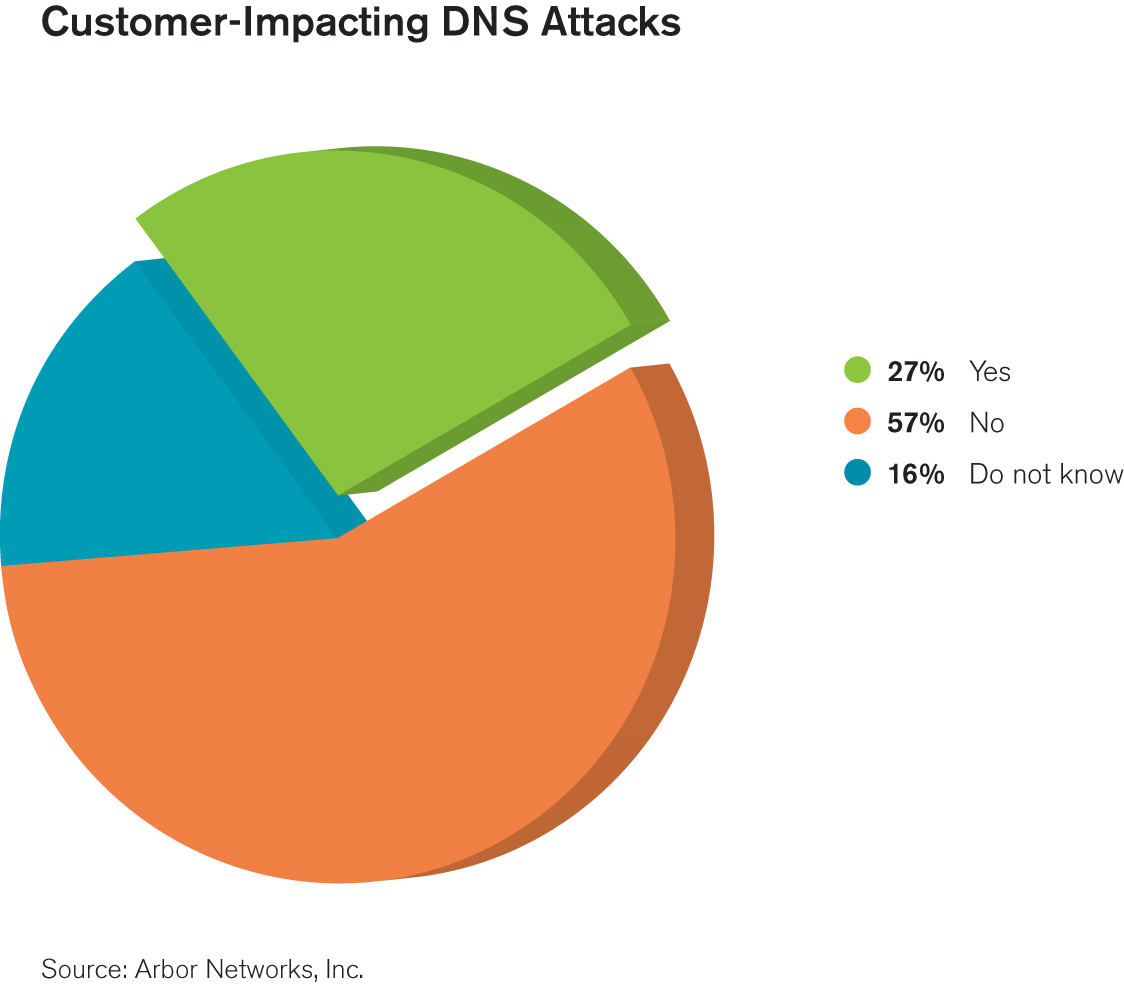 Customer-Impacting DNS Attacks
27% Yes
57% No
16% Do not know
Source: Arbor Networks, Inc.